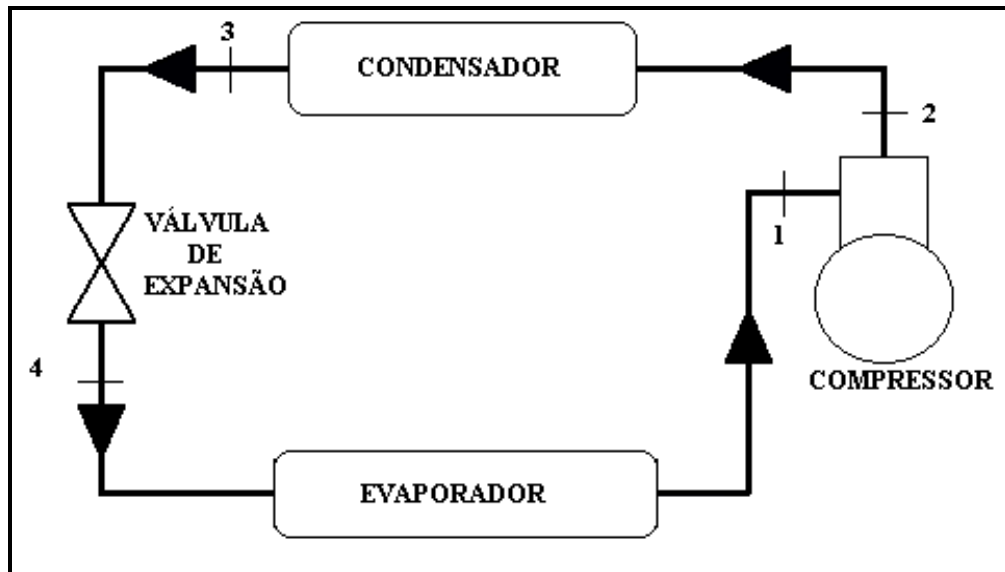 3
CONDENSADOR
2
VÁLVULA
DE
EXPANSÃO
1
4
COMPRESSOR
EVAPORADOR